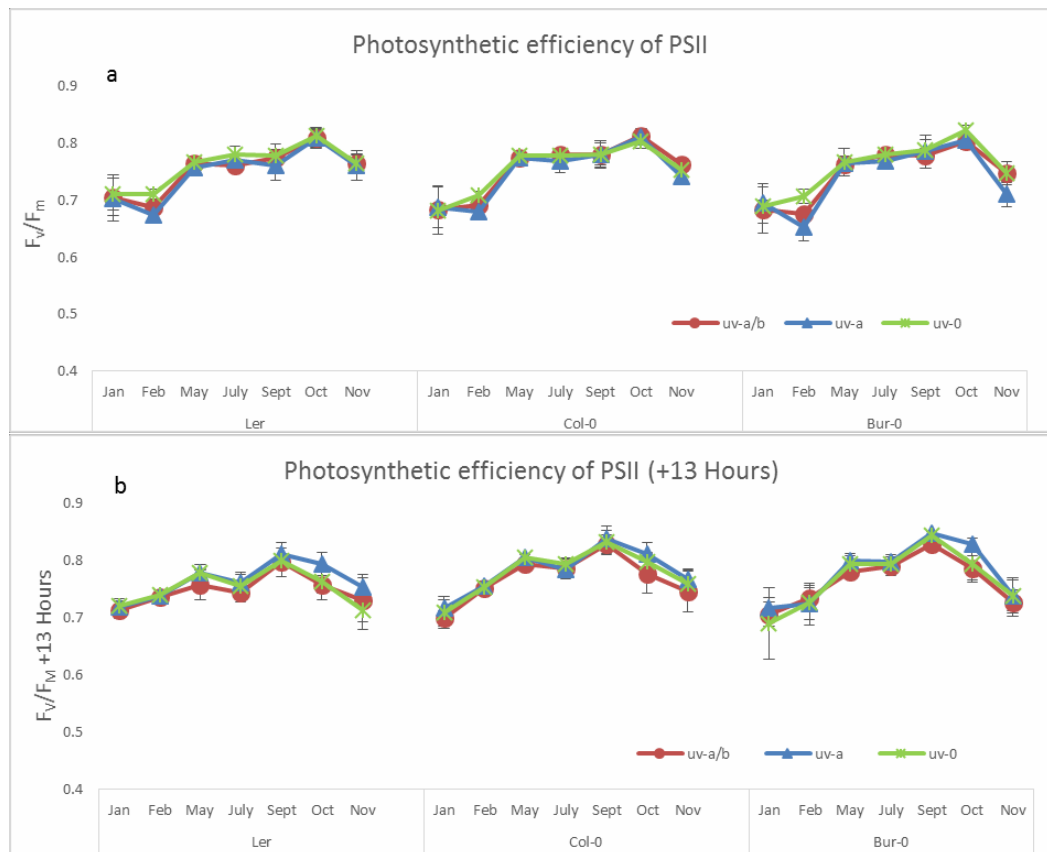 Photosynthetic efficiency of PSII
a
0.9
0.8
0.7
0.6
0.5
0.4
Fv/Fm
uv-a/b uv-a uv-0
Jan Feb May July Sept Oct Nov Jan Feb May July Sept Oct Nov Jan Feb May July Sept Oct Nov
Ler Col-0 Bur-0
Photosynthetic efficiency of PSII (+13 Hours)
b
0.9
0.8
0.7
0.6
0.5
0.4
FV/FM +13 Hours
uv-a/b uv-a uv-0
Jan Feb May July Sept Oct Nov Jan Feb May July Sept Oct Nov Jan Feb May July Sept Oct Nov
Ler Col-0 Bur-0